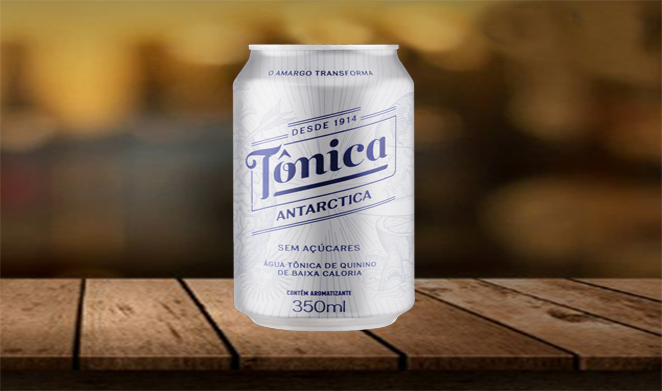 O AMARGO TRANSFORMA
DESDE 1914
Tônica
ANTARCTICA
SEM AÇÚCARES
ÁGUA TÔNICA DE QUININO
DE BAIXA CALORIA
CONTÉM AROMATIZANTE
350ml